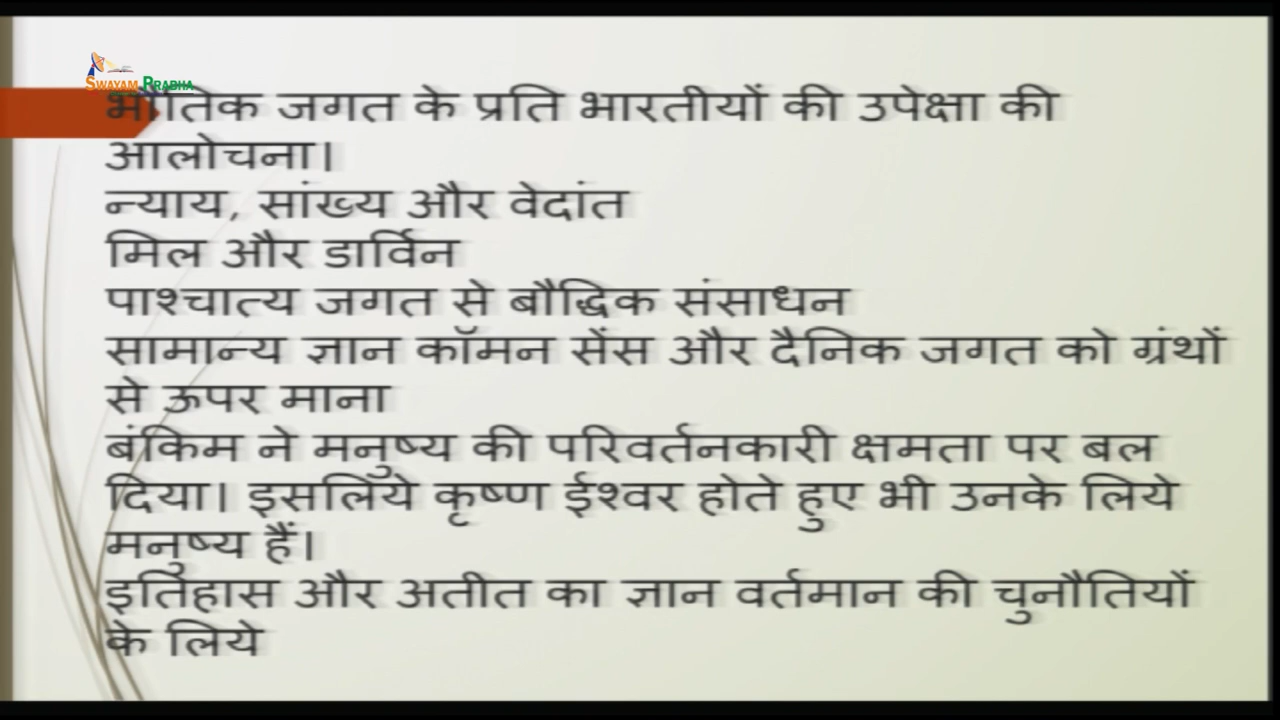 SWAYAM PRABHA
भौतिक जगत के प्रति भारतीयों की उपेक्षा की
आलोचना।
न्याय, सांख्य और वेदांत
मिल और डार्विन
पाश्चात्य जगत से बौद्धिक संसाधन
सामान्य ज्ञान कॉमन सेंस और दैनिक जगत को ग्रंथों
से ऊपर माना
बंकिम ने मनुष्य की परिवर्तनकारी क्षमता पर बल
दिया। इसलिये कृष्ण ईश्वर होते हुए भी उनके लिये
मनुष्य हैं।
इतिहास और अतीत का ज्ञान वर्तमान की चुनौतियों
के लिये